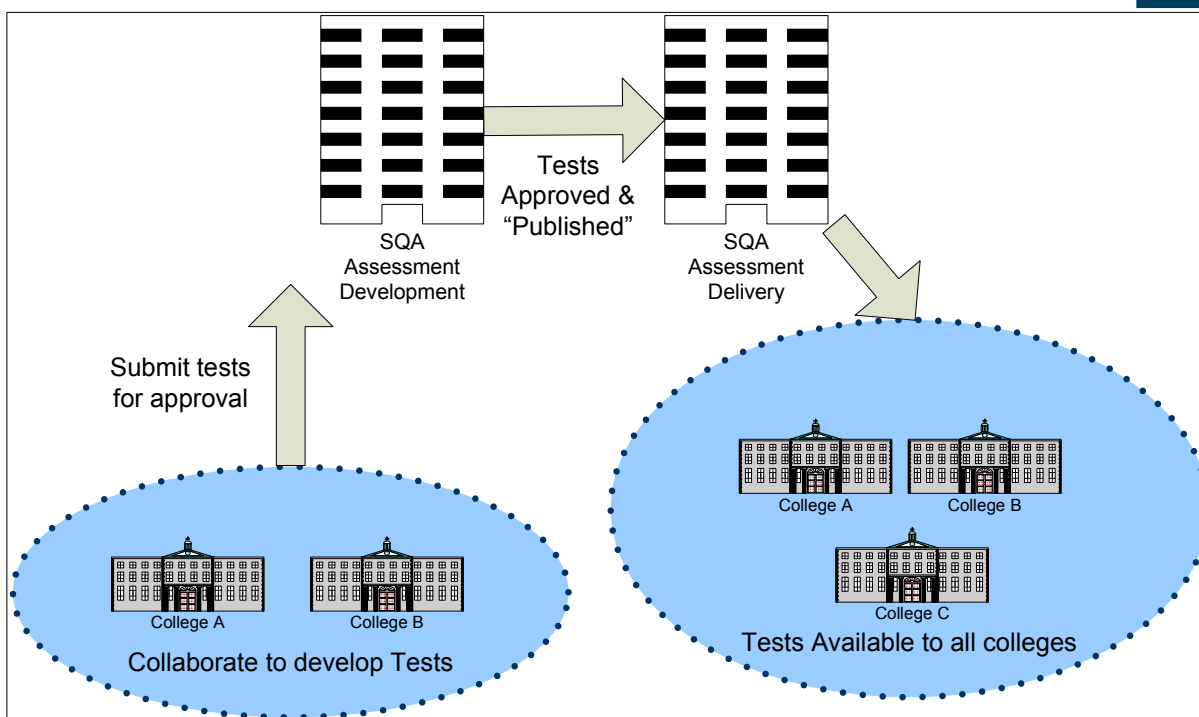 Tests
Approved &
“Published”
SQA
Assessment
Development
SQA
Assessment
Delivery
Submit tests
for approval
College A
College B
Collaborate to develop Tests
College A
College B
College C
Tests Available to all colleges